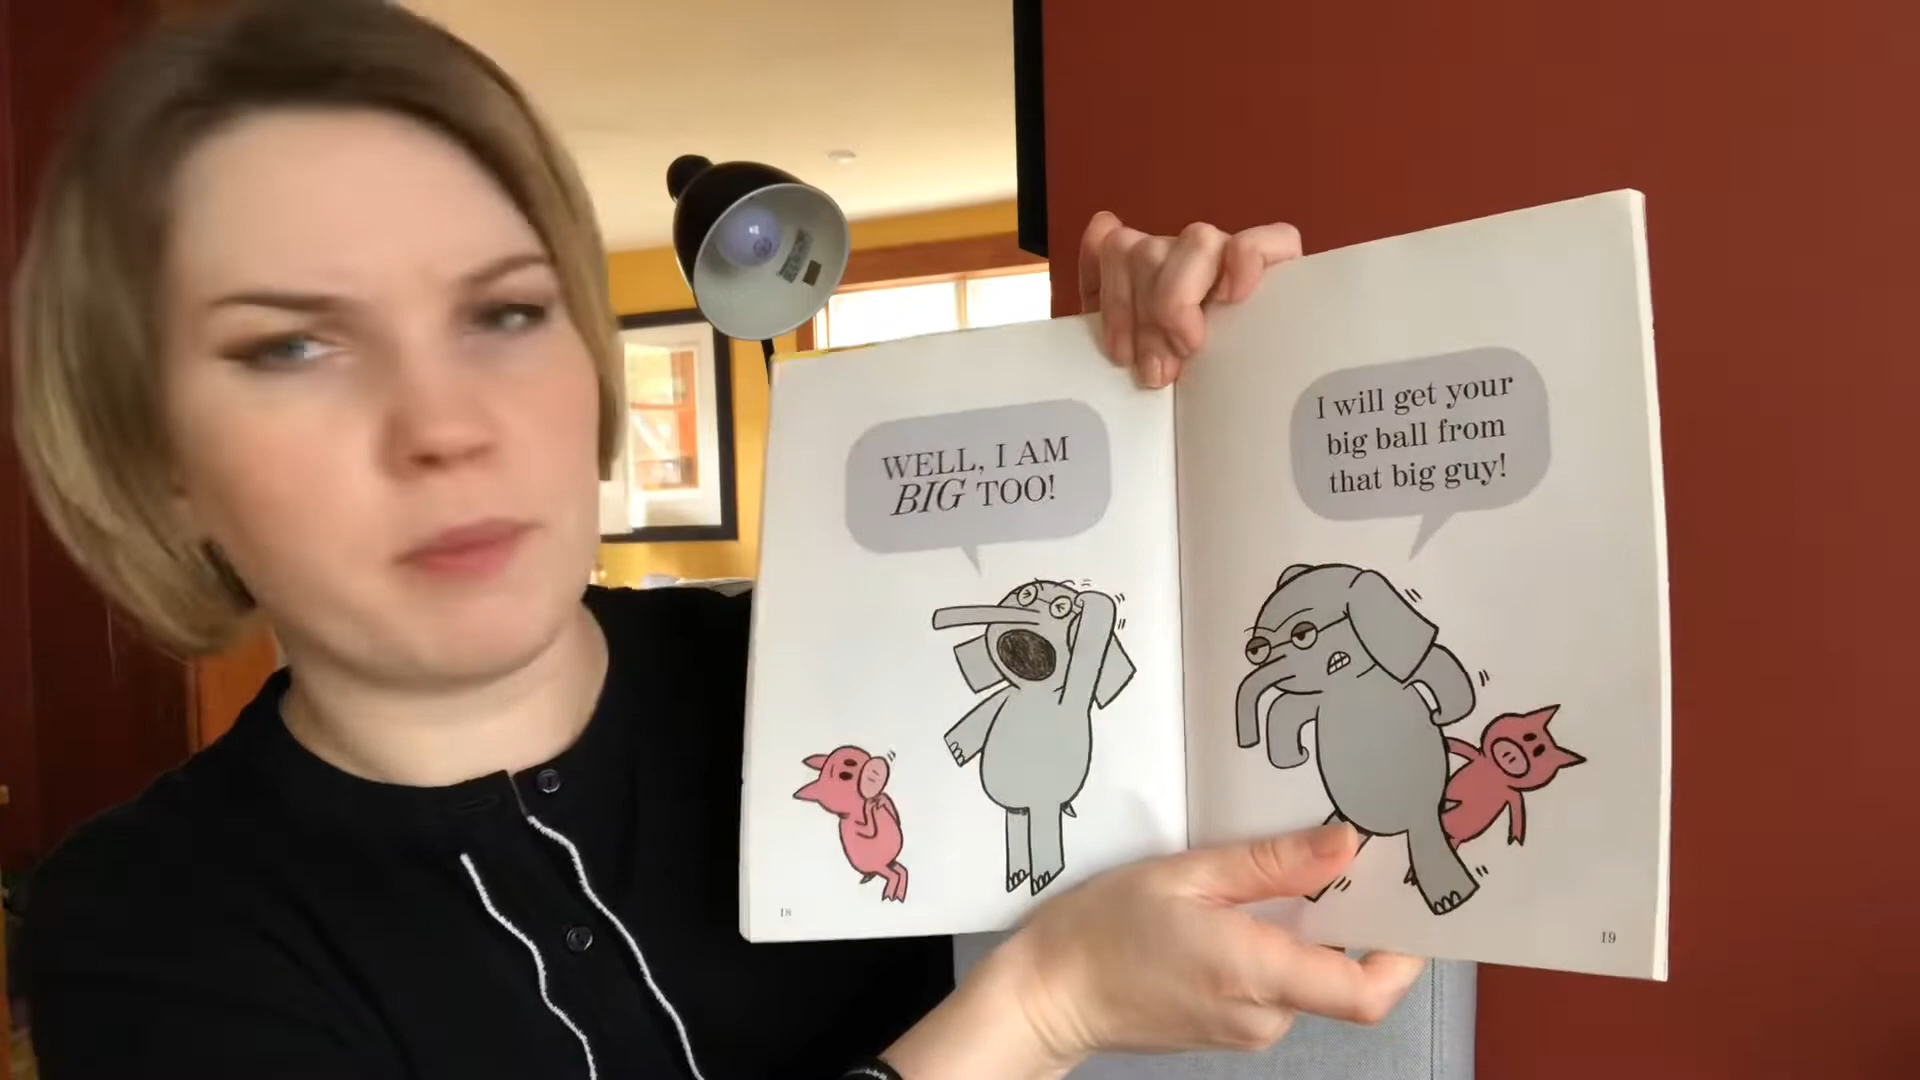 WELL, I AM
BIG TOO!
18
I will get your
big ball from
that big guy!
19